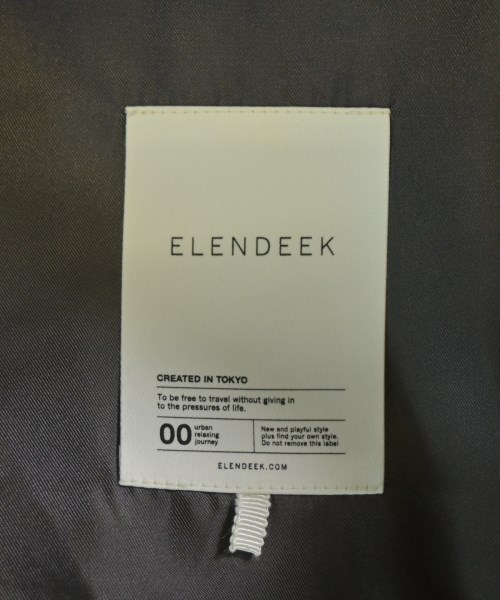 ELENDEEK
CREATED IN TOKYO
To be free to travel without giving in
to the pressures of life.
00
urban
relaxing
journey
New and playful style
plus find your own style.
Do not remove this label
ELENDEEK.COM